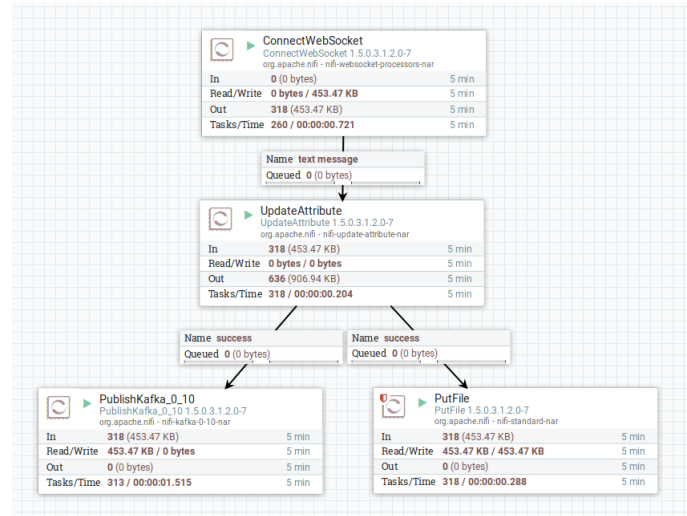 ConnectWebSocket
ConnectWebSocket 1.5.0.3.1.2.0-7
org.apache.nifi - nifi-websocket-processors-nar
In 0 (0 bytes) 5 min
Read/Write 0 bytes / 453.47 KB 5 min
Out 318 (453.47 KB) 5 min
Tasks/Time 260 / 00:00:00.721 5 min
Name text message
Queued 0 (0 bytes)
UpdateAttribute
UpdateAttribute 1.5.0.3.1.2.0-7
org.apache.nifi - nifi-update-attribute-nar
In 318 (453.47 KB) 5 min
Read/Write 0 bytes / 0 bytes 5 min
Out 636 (906.94 KB) 5 min
Tasks/Time 318 / 00:00:00.204 5 min
Name success
Queued 0 (0 bytes)
Name success
Queued 0 (0 bytes)
PublishKafka_0_10
PublishKafka_0_10 1.5.0.3.1.2.0-7
org.apache.nifi - nifi-kafka-0-10-nar
In 318 (453.47 KB) 5 min
Read/Write 453.47 KB / 0 bytes 5 min
Out 0 (0 bytes) 5 min
Tasks/Time 313 / 00:00:01.515 5 min
PutFile
PutFile 1.5.0.3.1.2.0-7
org.apache.nifi - nifi-standard-nar
In 318 (453.47 KB) 5 min
Read/Write 453.47 KB / 453.47 KB 5 min
Out 0 (0 bytes) 5 min
Tasks/Time 318 / 00:00:00.288 5 min